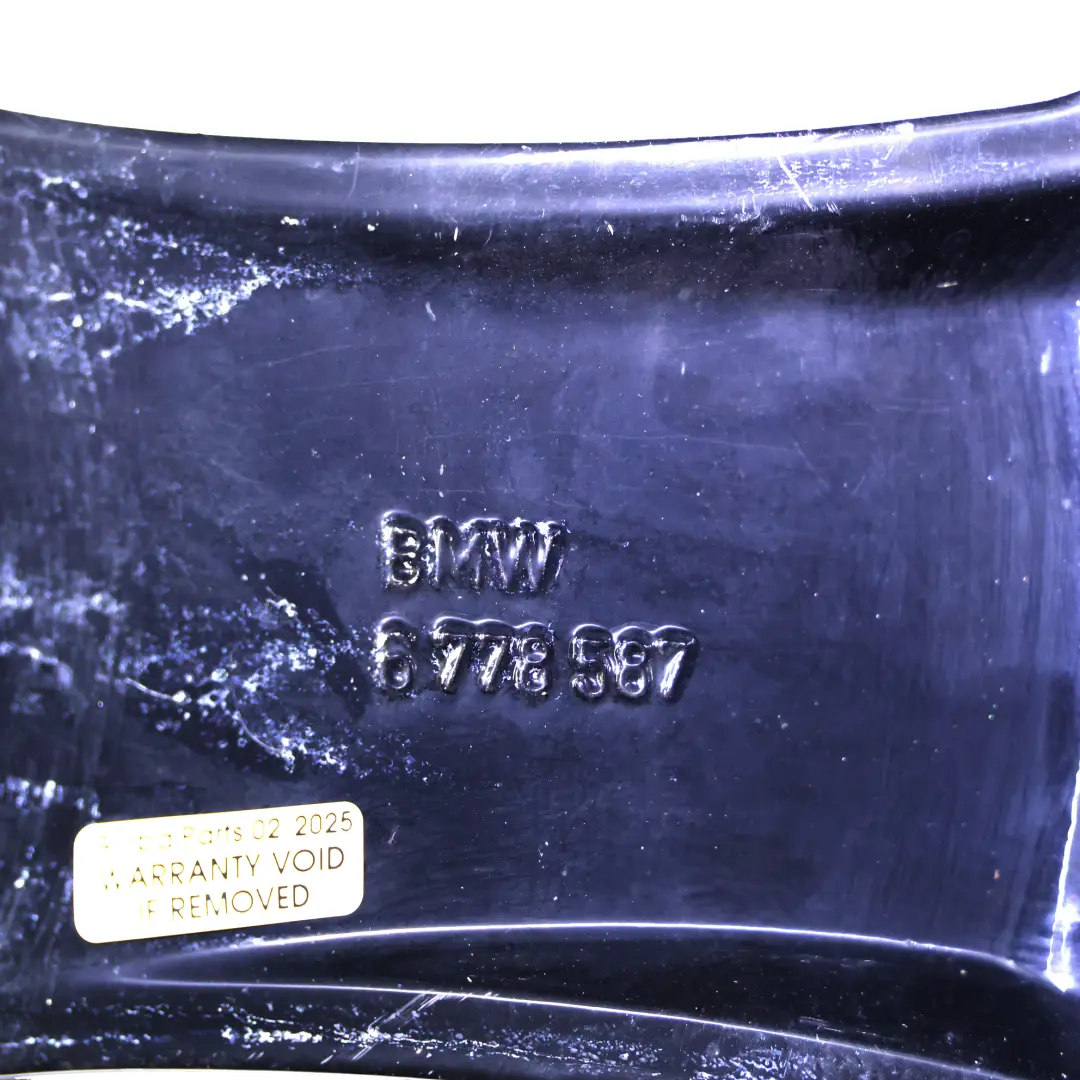 BMW
6 778 587
Parts 02 2025
WARRANTY VOID
IF REMOVED